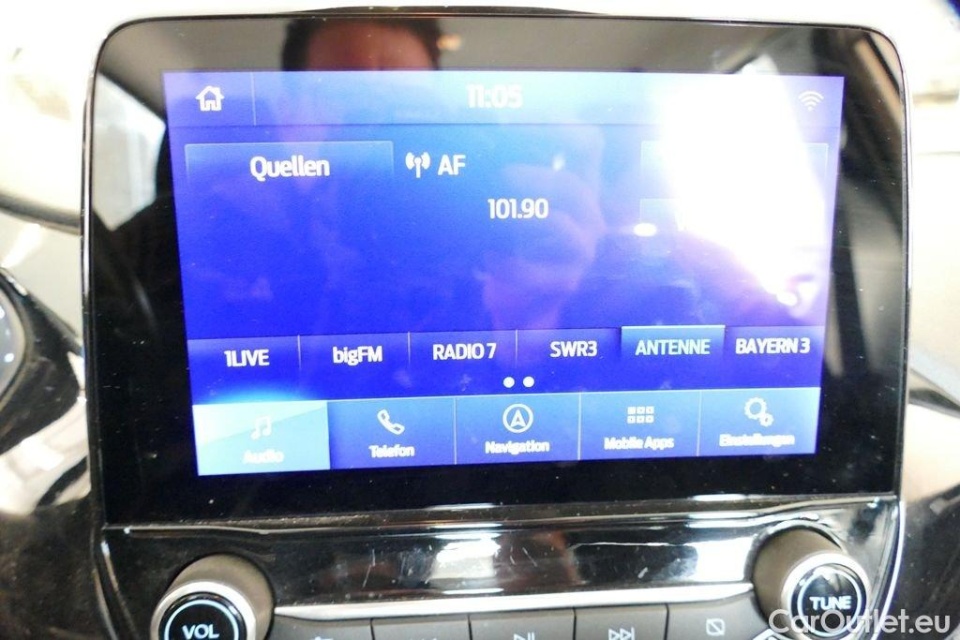 11:05
Quellen
AF
101.90
1LIVE bigFM RADIO 7 SWR3 ANTENNE BAYERN 3
Audio Telefon Navigation Mobile Apps Einstellungen
VOL
TUNE
CarOutlet.eu